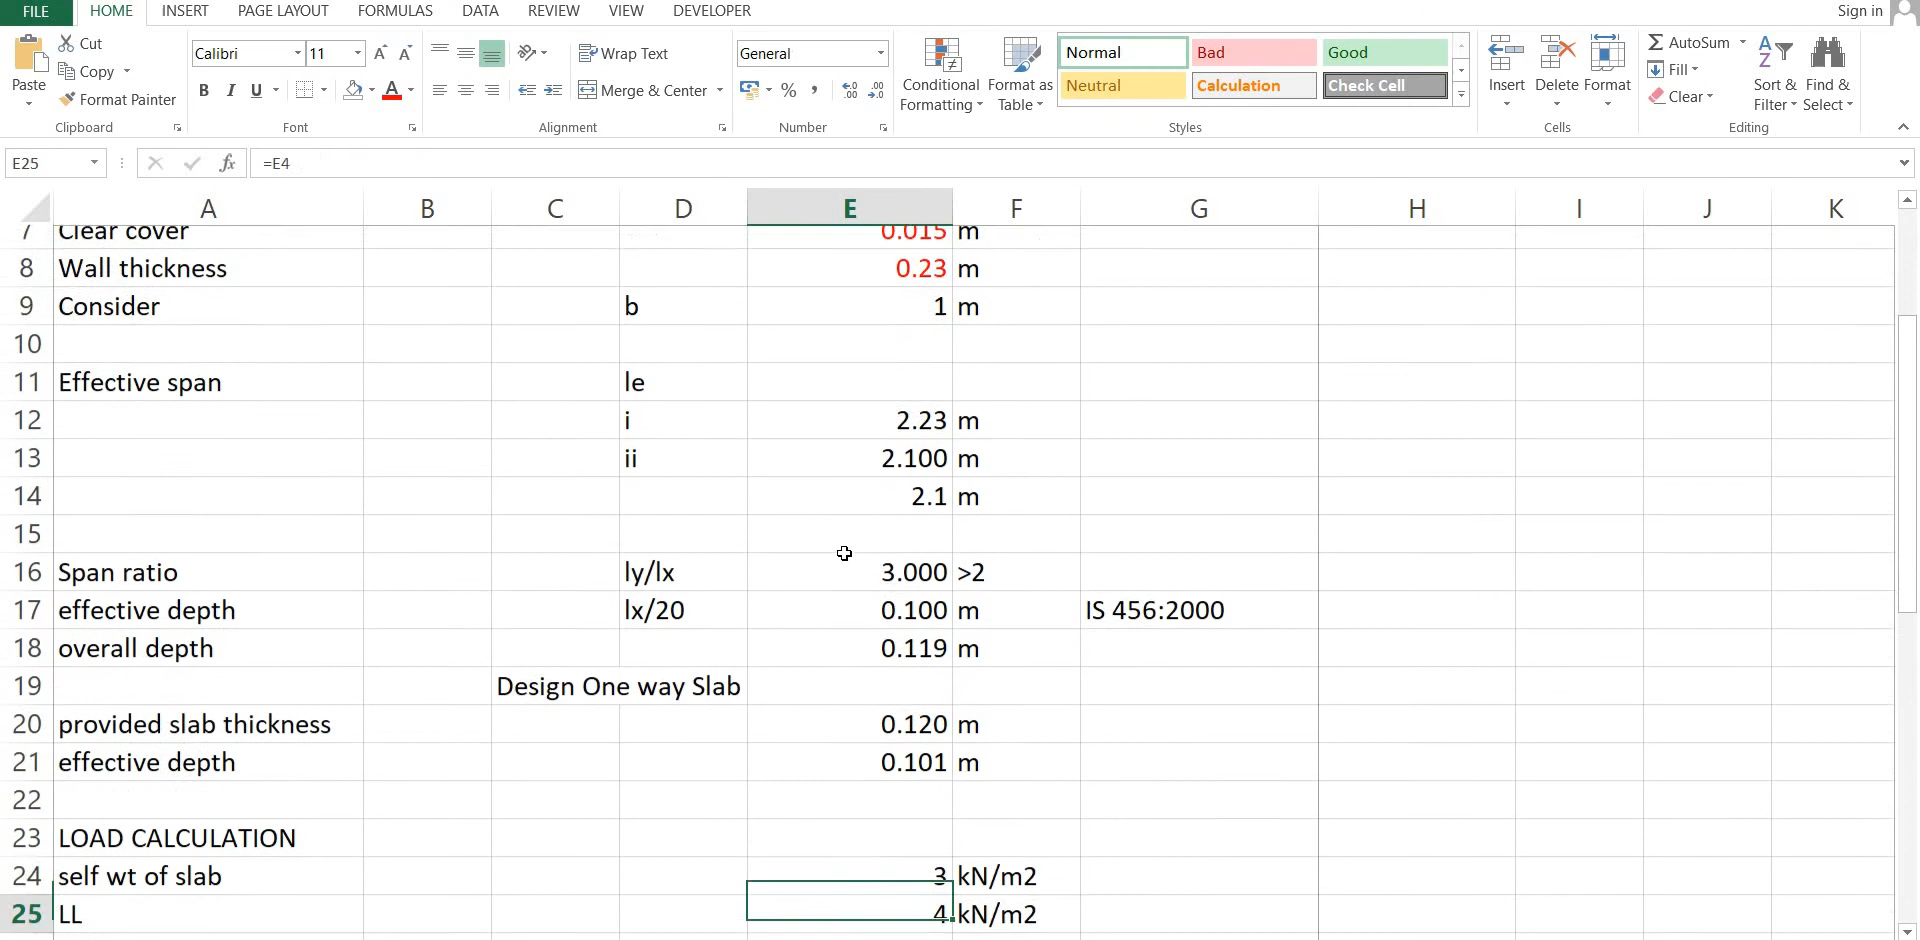 FILE HOME INSERT PAGE LAYOUT FORMULAS DATA REVIEW VIEW DEVELOPER Sign in
Cut
Copy
Format Painter
Paste
Clipboard
Calibri 11
B I U
Font
Wrap Text
Merge & Center
Alignment
General
%
Number
Conditional Formatting
Format as Table
Normal Bad Good
Neutral Calculation Check Cell
Styles
Insert Delete Format
Cells
AutoSum
Fill
Clear
Sort & Filter
Find & Select
Editing
E25 fx =E4
A B C D E F G H I J K
7 Clear cover 0.015 m
8 Wall thickness 0.23 m
9 Consider b 1 m
10
11 Effective span le
12 i 2.23 m
13 ii 2.100 m
14 2.1 m
15
16 Span ratio ly/lx 3.000 >2
17 effective depth lx/20 0.100 m IS 456:2000
18 overall depth 0.119 m
19 Design One way Slab
20 provided slab thickness 0.120 m
21 effective depth 0.101 m
22
23 LOAD CALCULATION
24 self wt of slab 3 kN/m2
25 LL 4 kN/m2